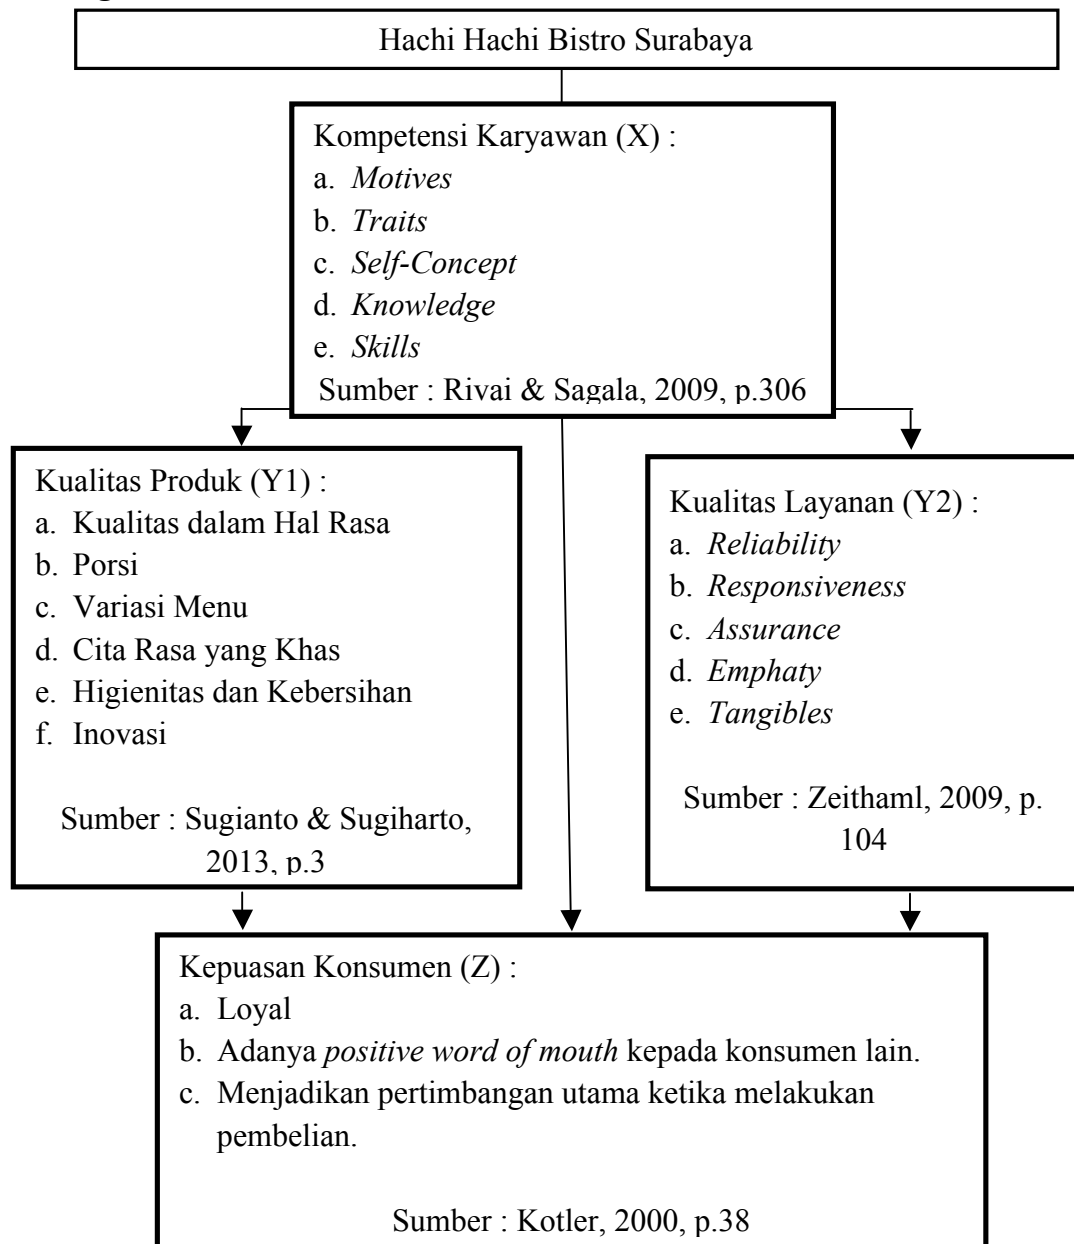 Hachi Hachi Bistro Surabaya
Kompetensi Karyawan (X) :
a. Motives
b. Traits
c. Self-Concept
d. Knowledge
e. Skills
Sumber : Rivai & Sagala, 2009, p.306
Kualitas Produk (Y1) :
a. Kualitas dalam Hal Rasa
b. Porsi
c. Variasi Menu
d. Cita Rasa yang Khas
e. Higienitas dan Kebersihan
f. Inovasi
Sumber : Sugianto & Sugiharto,
2013, p.3
Kualitas Layanan (Y2) :
a. Reliability
b. Responsiveness
c. Assurance
d. Emphaty
e. Tangibles
Sumber : Zeithaml, 2009, p.
104
Kepuasan Konsumen (Z) :
a. Loyal
b. Adanya positive word of mouth kepada konsumen lain.
c. Menjadikan pertimbangan utama ketika melakukan
pembelian.
Sumber : Kotler, 2000, p.38